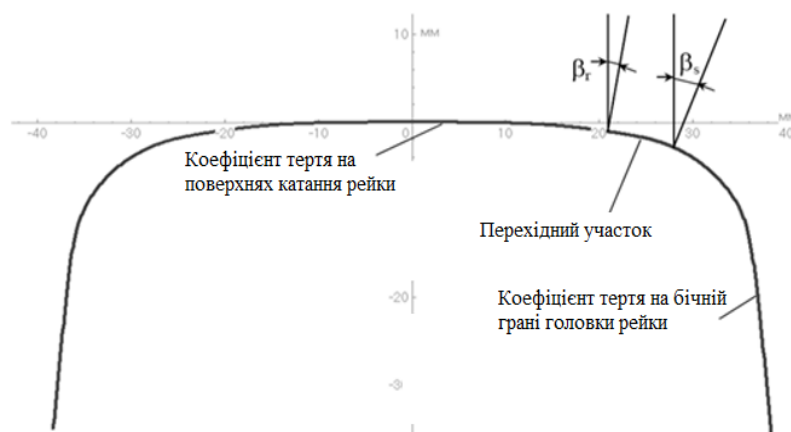 10
мм
βr
βs
-40
-30
-20
-10
0
10
20
30
40
мм
Коефіцієнт тертя на
поверхнях катання рейки
Перехідний участок
-20
Коефіцієнт тертя на бічній
грані головки рейки